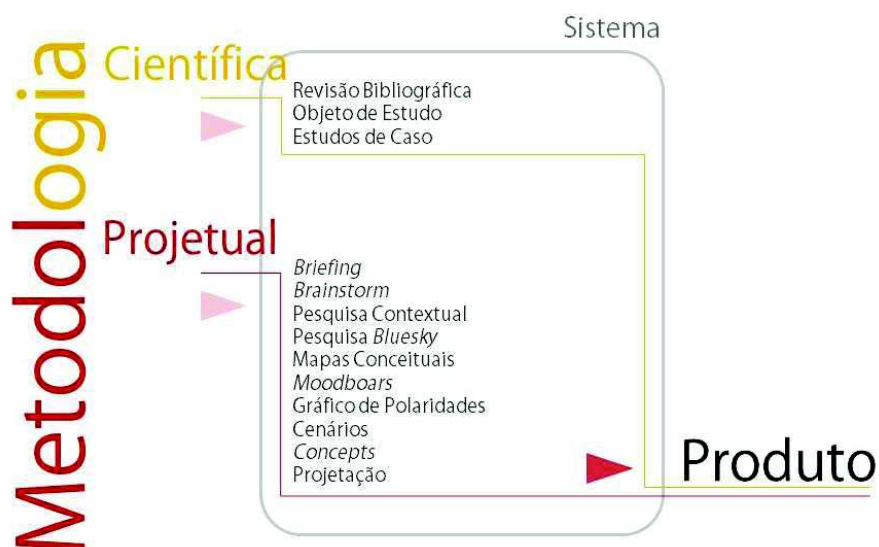 Metodologia
Sistema
Científica
Revisão Bibliográfica
Objeto de Estudo
Estudos de Caso
Projetual
Briefing
Brainstorm
Pesquisa Contextual
Pesquisa Bluesky
Mapas Conceituais
Moodboars
Gráfico de Polaridades
Cenários
Concepts
Projetação
Produto